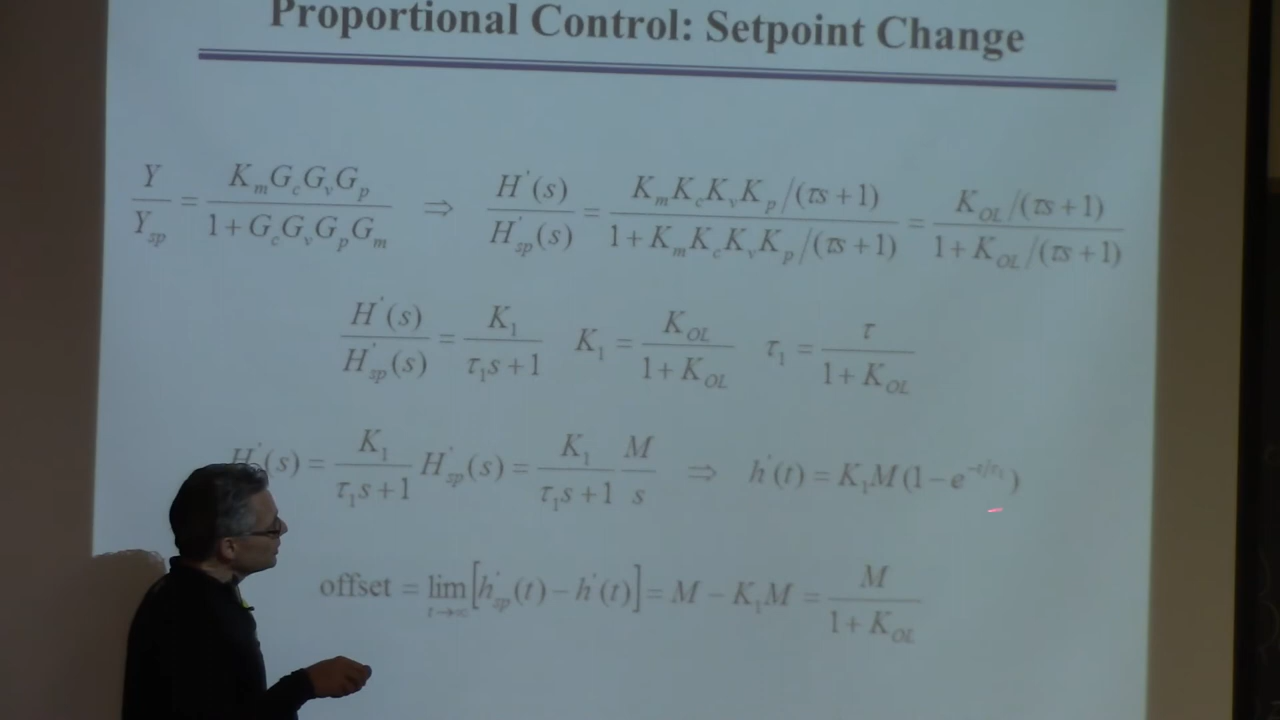 Proportional Control: Setpoint Change
Y/Y_sp = K_m G_c G_v G_p / (1 + G_c G_v G_p G_m) ⇒ H'(s)/H'_sp(s) = (K_m K_c K_v K_p/(τs + 1)) / (1 + K_m K_c K_v K_p/(τs + 1)) = (K_OL/(τs + 1)) / (1 + K_OL/(τs + 1))
H'(s)/H'_sp(s) = K_1/(τ_1 s + 1) K_1 = K_OL/(1 + K_OL) τ_1 = τ/(1 + K_OL)
H'(s) = K_1/(τ_1 s + 1) H'_sp(s) = K_1/(τ_1 s + 1) M/s ⇒ h'(t) = K_1 M(1 − e^(−t/τ_1))
offset = lim_(t→∞) [h'_sp(t) − h'(t)] = M − K_1 M = M/(1 + K_OL)